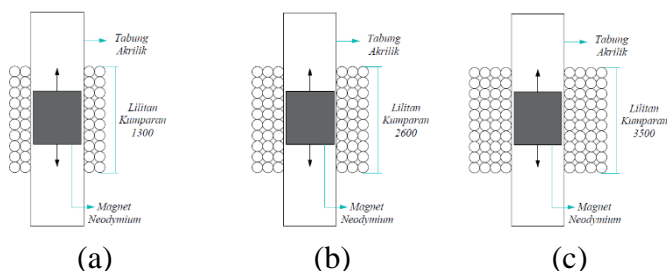 Tabung
Akrilik
Lilitan
Kumparan
1300
Magnet
Neodymium
(a)
Tabung
Akrilik
Lilitan
Kumparan
2600
Magnet
Neodymium
(b)
Tabung
Akrilik
Lilitan
Kumparan
3500
Magnet
Neodymium
(c)